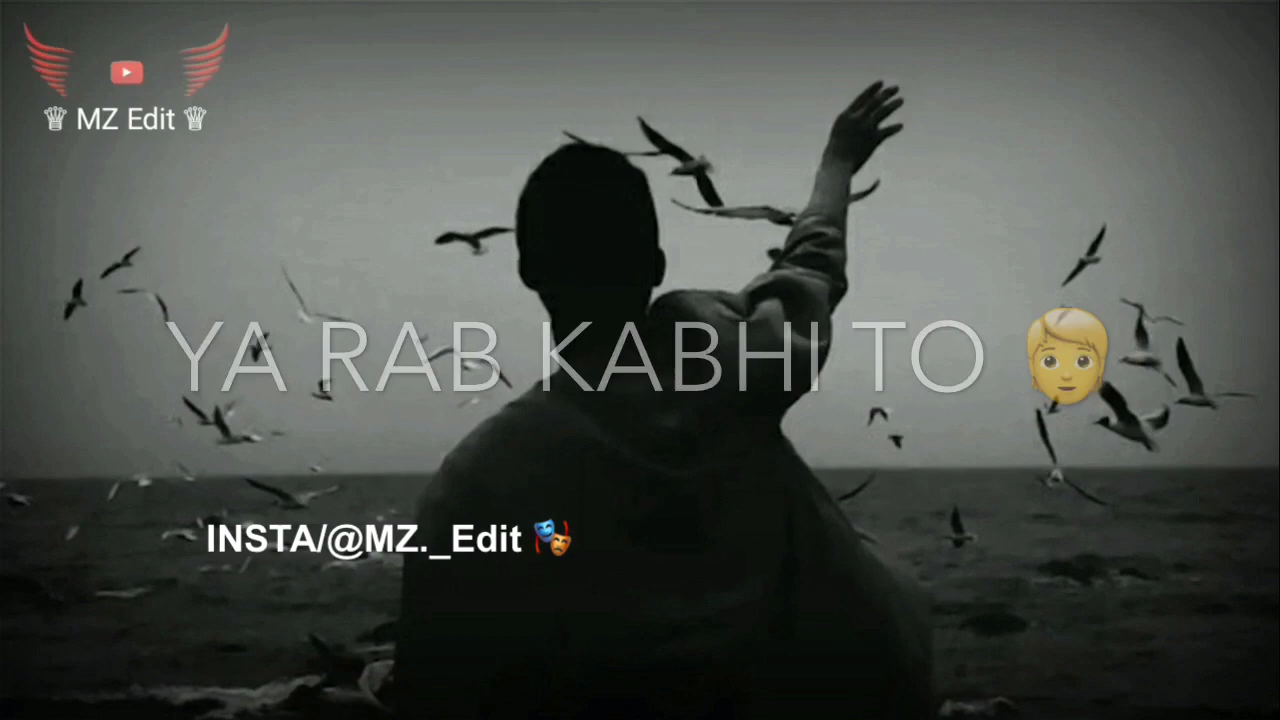 ♕ MZ Edit ♕
YA RAB KABHI TO 👱
INSTA/@MZ._Edit 🎭